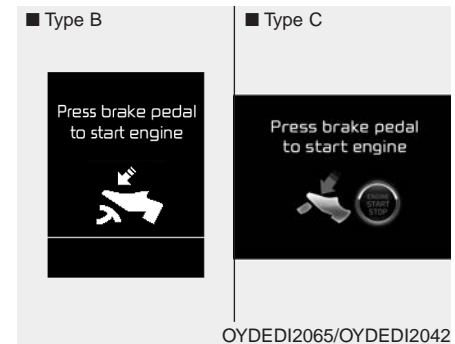 ■ Type B
■ Type C
Press brake pedal
to start engine
Press brake pedal
to start engine
ENGINE
START
STOP
OYDEDI2065/OYDEDI2042